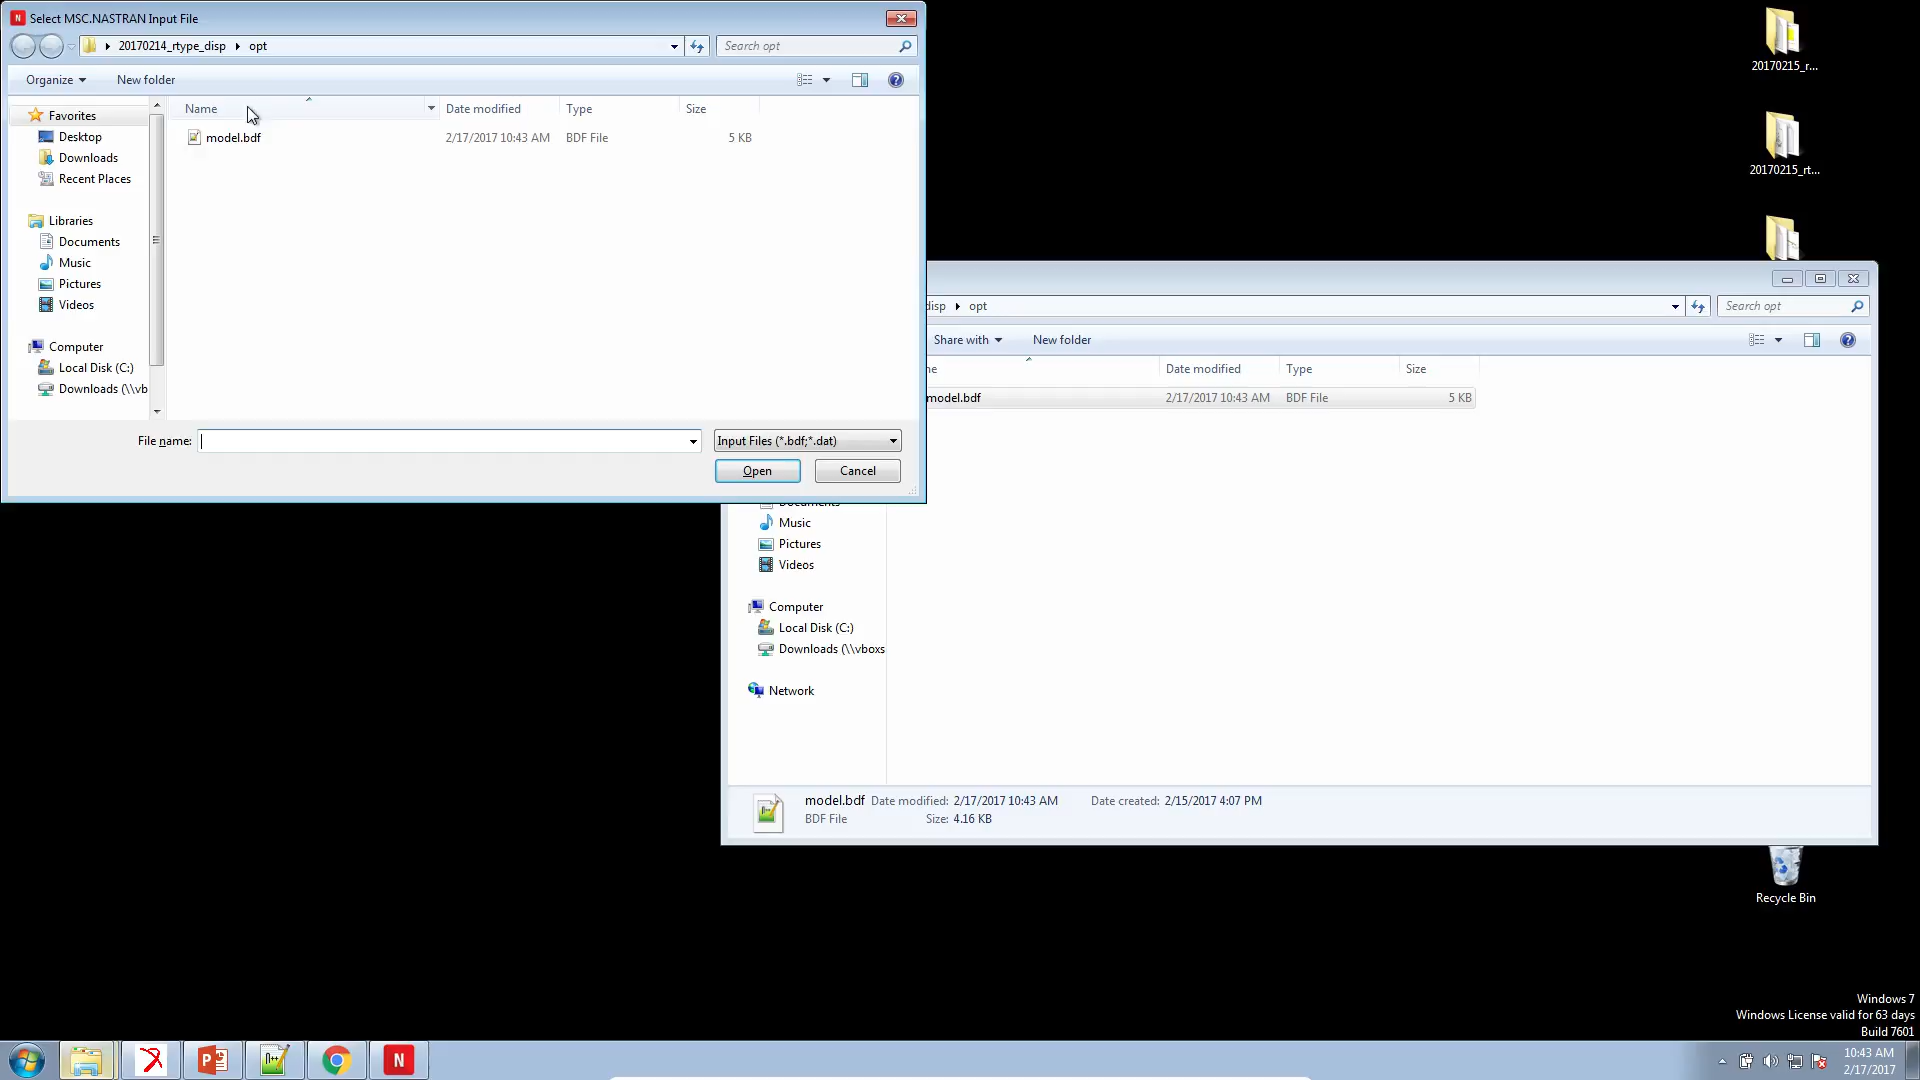 Select MSC.NASTRAN Input File
20170214_rtype_disp
opt
Search opt
Organize
New folder
Name
Date modified
Type
Size
model.bdf
2/17/2017 10:43 AM
BDF File
5 KB
Favorites
Desktop
Downloads
Recent Places
Libraries
Documents
Music
Pictures
Videos
Computer
Local Disk (C:)
Downloads (\\vb
File name:
Input Files (*.bdf;*.dat)
Open
Cancel
disp
opt
Search opt
Share with
New folder
ne
Date modified
Type
Size
model.bdf
2/17/2017 10:43 AM
BDF File
5 KB
Documents
Music
Pictures
Videos
Computer
Local Disk (C:)
Downloads (\\vboxs
Network
model.bdf Date modified: 2/17/2017 10:43 AM Date created: 2/15/2017 4:07 PM
BDF File Size: 4.16 KB
20170215_r...
20170215_rt...
Recycle Bin
Windows 7
Windows License valid for 63 days
Build 7601
10:43 AM
2/17/2017